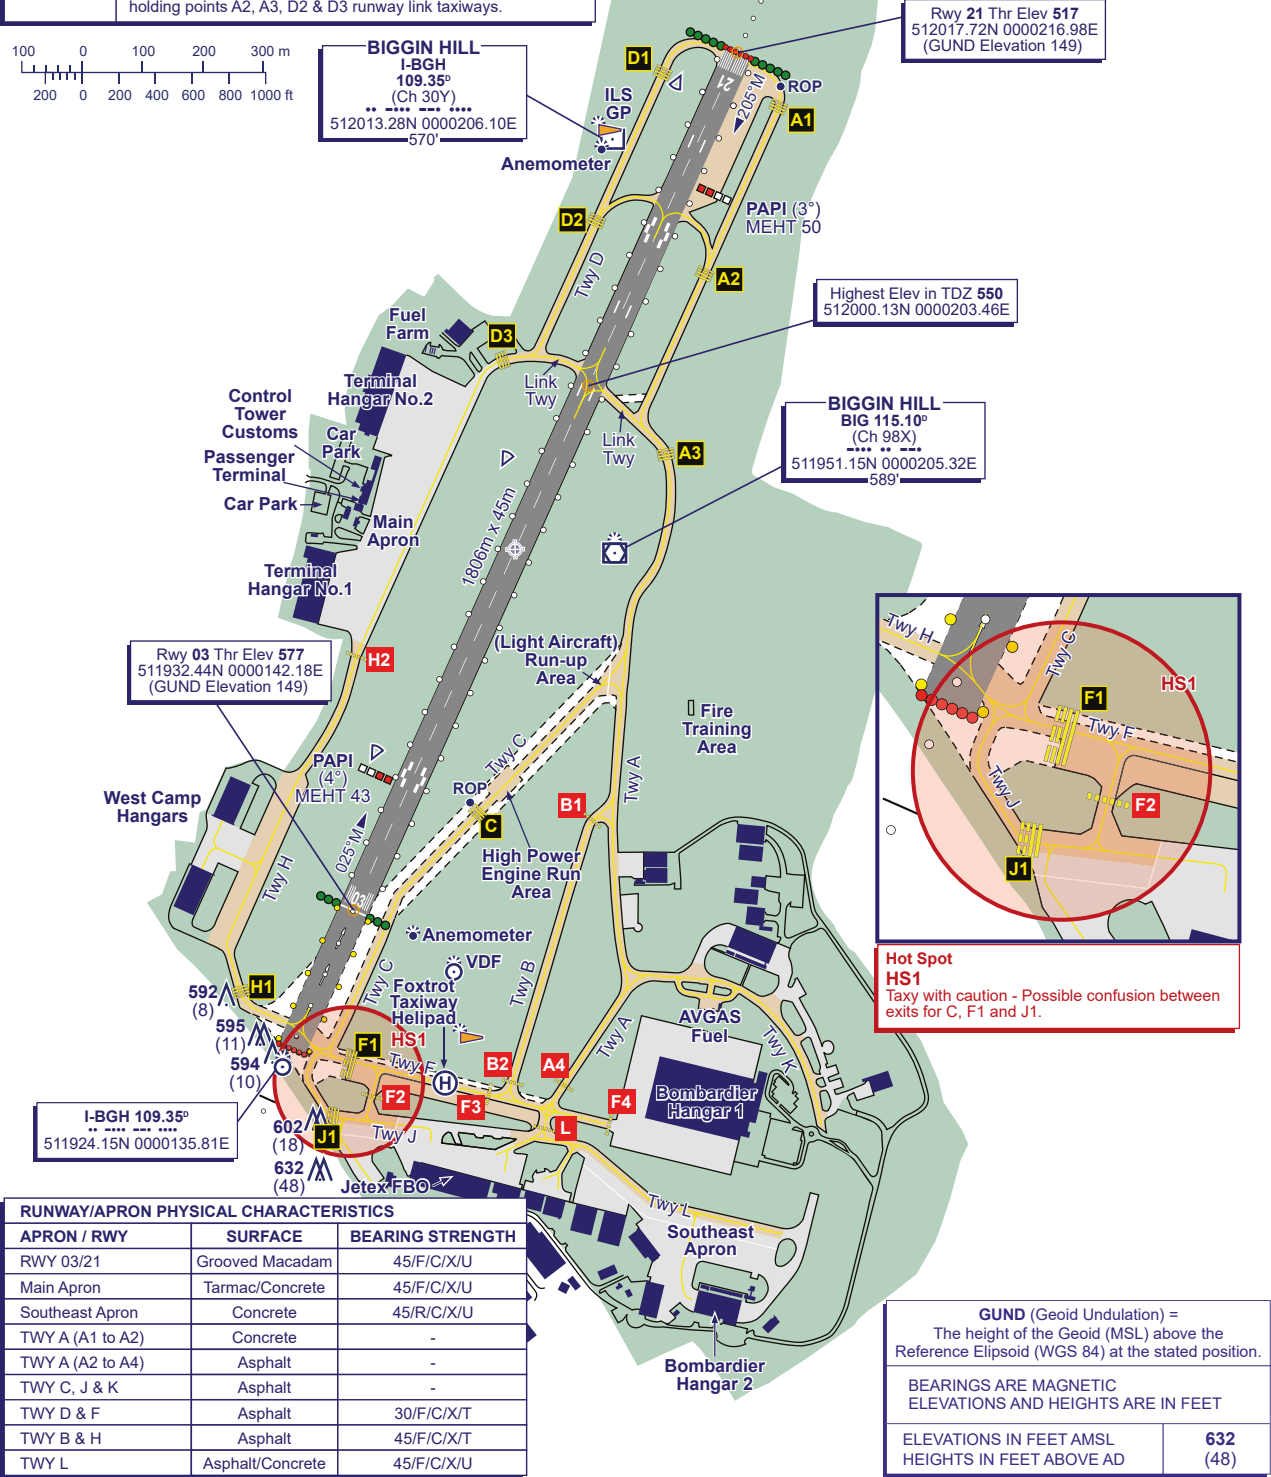 holding points A2, A3, D2 & D3 runway link taxiways.
100 0 100 200 300 m
200 0 200 400 600 800 1000 ft
BIGGIN HILL
I-BGH
109.35ᴰ
(Ch 30Y)
512013.28N 0000206.10E
570'
Rwy 21 Thr Elev 517
512017.72N 0000216.98E
(GUND Elevation 149)
D1
ILS
GP
Anemometer
21
205°M
ROP
A1
PAPI (3°)
MEHT 50
D2
Twy D
A2
Highest Elev in TDZ 550
512000.13N 0000203.46E
Fuel
Farm
D3
Link
Twy
Terminal
Hangar No.2
Control
Tower
Customs
Car
Park
Passenger
Terminal
Car Park
Main
Apron
Link
Twy
A3
BIGGIN HILL
BIG 115.10ᴰ
(Ch 98X)
511951.15N 0000205.32E
589'
1806m x 45m
Terminal
Hangar No.1
Rwy 03 Thr Elev 577
511932.44N 0000142.18E
(GUND Elevation 149)
H2
(Light Aircraft)
Run-up
Area
Fire
Training
Area
Twy C
Twy A
PAPI
(4°)
MEHT 43
ROP
C
B1
West Camp
Hangars
025°M
High Power
Engine Run
Area
Twy H
03
Anemometer
VDF
Twy C
Foxtrot
Taxiway
Helipad
Twy B
H1
592
(8)
595
(11)
594
(10)
HS1
F1
Twy F
H
B2
A4
Twy A
AVGAS
Fuel
Twy K
F2
F3
F4
L
Bombardier
Hangar 1
I-BGH 109.35ᴰ
511924.15N 0000135.81E
602
(18)
J1
Twy J
632
(48)
Jetex FBO
Twy L
Southeast
Apron
Bombardier
Hangar 2
Twy H
Twy C
HS1
F1
Twy F
Twy J
F2
J1
Hot Spot
HS1
Taxy with caution - Possible confusion between
exits for C, F1 and J1.
RUNWAY/APRON PHYSICAL CHARACTERISTICS
APRON / RWY SURFACE BEARING STRENGTH
RWY 03/21 Grooved Macadam 45/F/C/X/U
Main Apron Tarmac/Concrete 45/F/C/X/U
Southeast Apron Concrete 45/R/C/X/U
TWY A (A1 to A2) Concrete -
TWY A (A2 to A4) Asphalt -
TWY C, J & K Asphalt -
TWY D & F Asphalt 30/F/C/X/T
TWY B & H Asphalt 45/F/C/X/T
TWY L Asphalt/Concrete 45/F/C/X/U
GUND (Geoid Undulation) =
The height of the Geoid (MSL) above the
Reference Elipsoid (WGS 84) at the stated position.
BEARINGS ARE MAGNETIC
ELEVATIONS AND HEIGHTS ARE IN FEET
ELEVATIONS IN FEET AMSL 632
HEIGHTS IN FEET ABOVE AD (48)